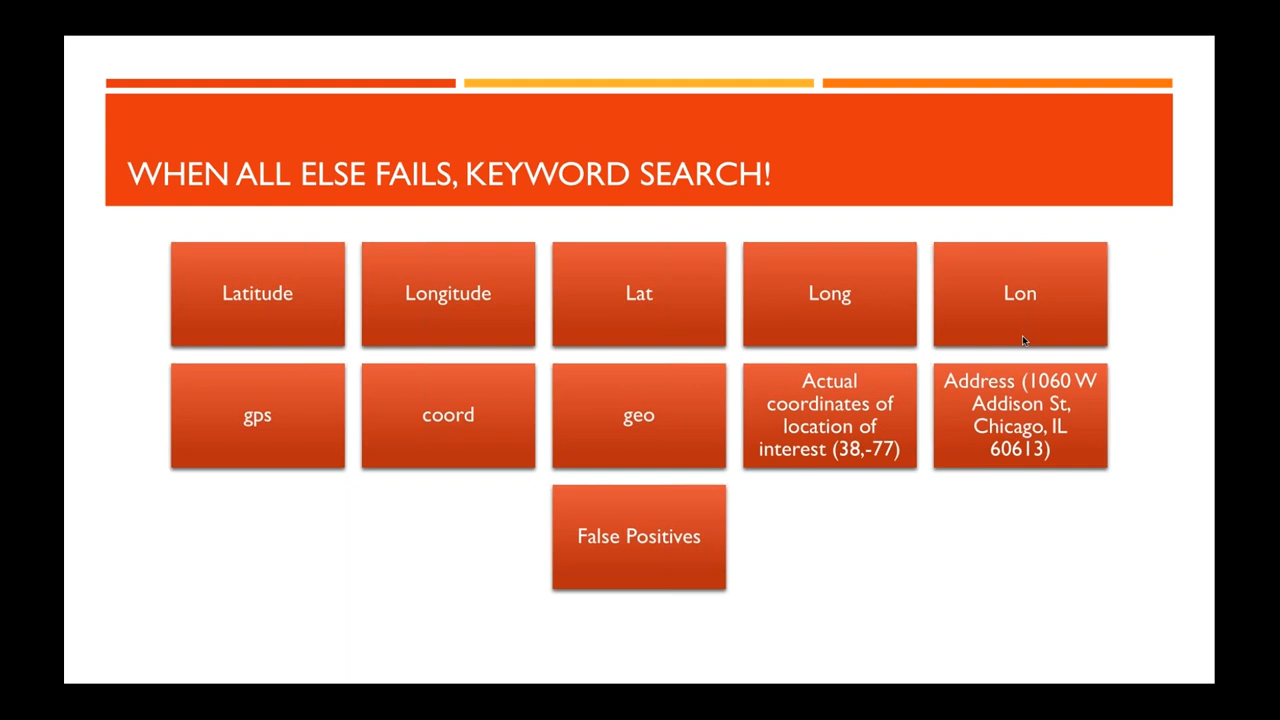 WHEN ALL ELSE FAILS, KEYWORD SEARCH!
Latitude
Longitude
Lat
Long
Lon
gps
coord
geo
Actual
coordinates of
location of
interest (38,-77)
Address (1060 W
Addison St,
Chicago, IL
60613)
False Positives